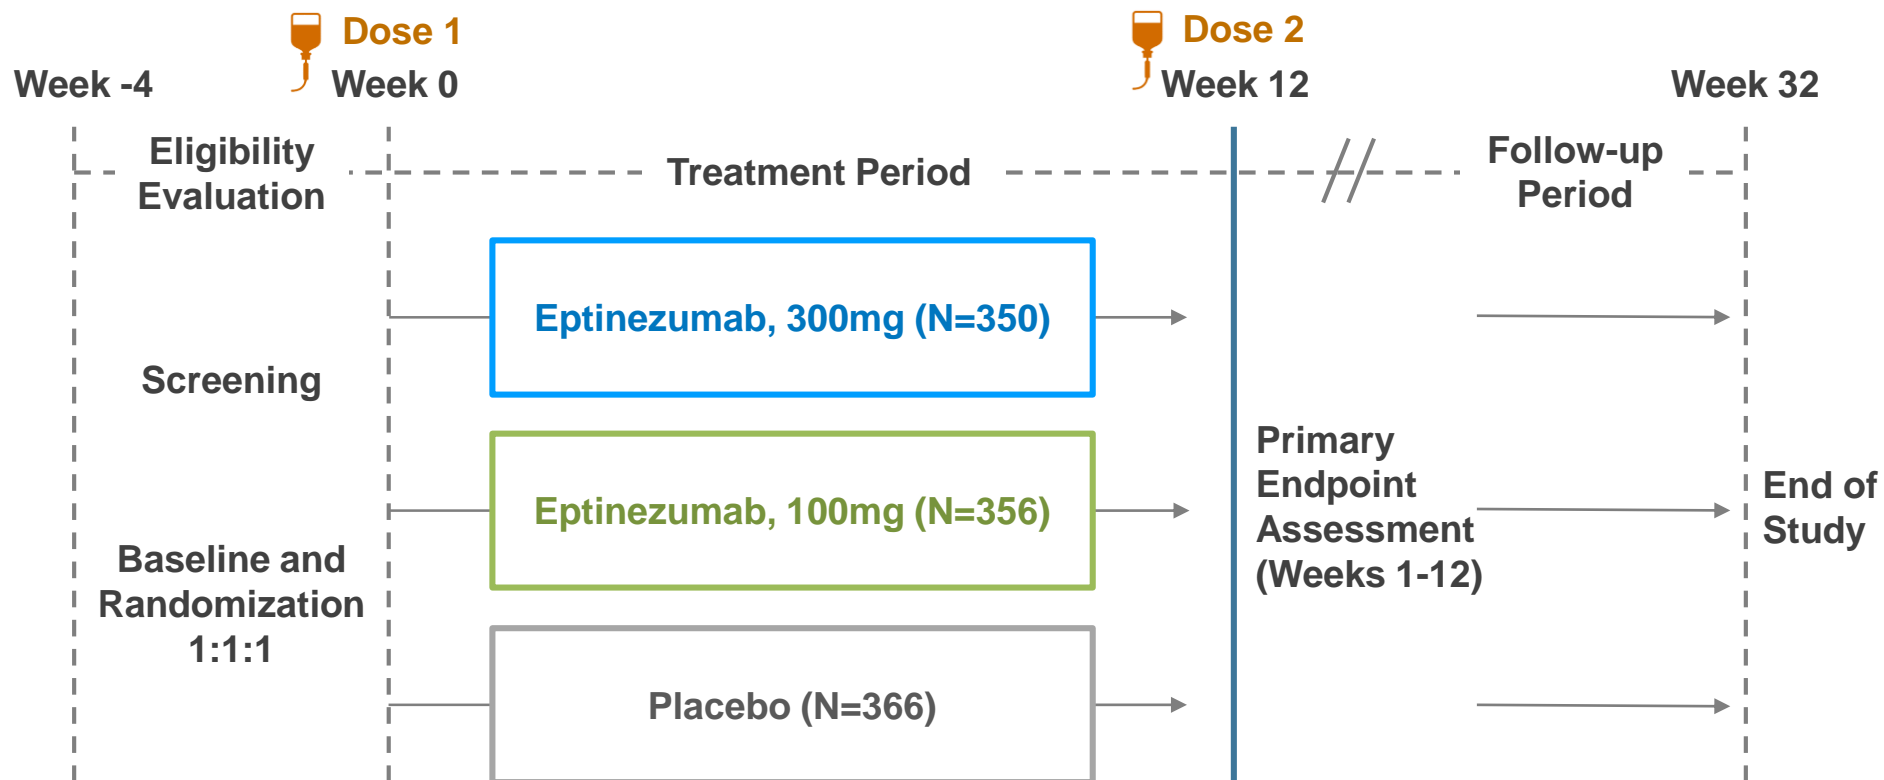 Dose 1
Dose 2
Week -4
Week 0
Week 12
Week 32
Eligibility
Evaluation
Treatment Period
Follow-up
Period
Eptinezumab, 300mg (N=350)
Screening
Eptinezumab, 100mg (N=356)
Baseline and
Randomization
1:1:1
Placebo (N=366)
Primary
Endpoint
Assessment
(Weeks 1-12)
End of
Study